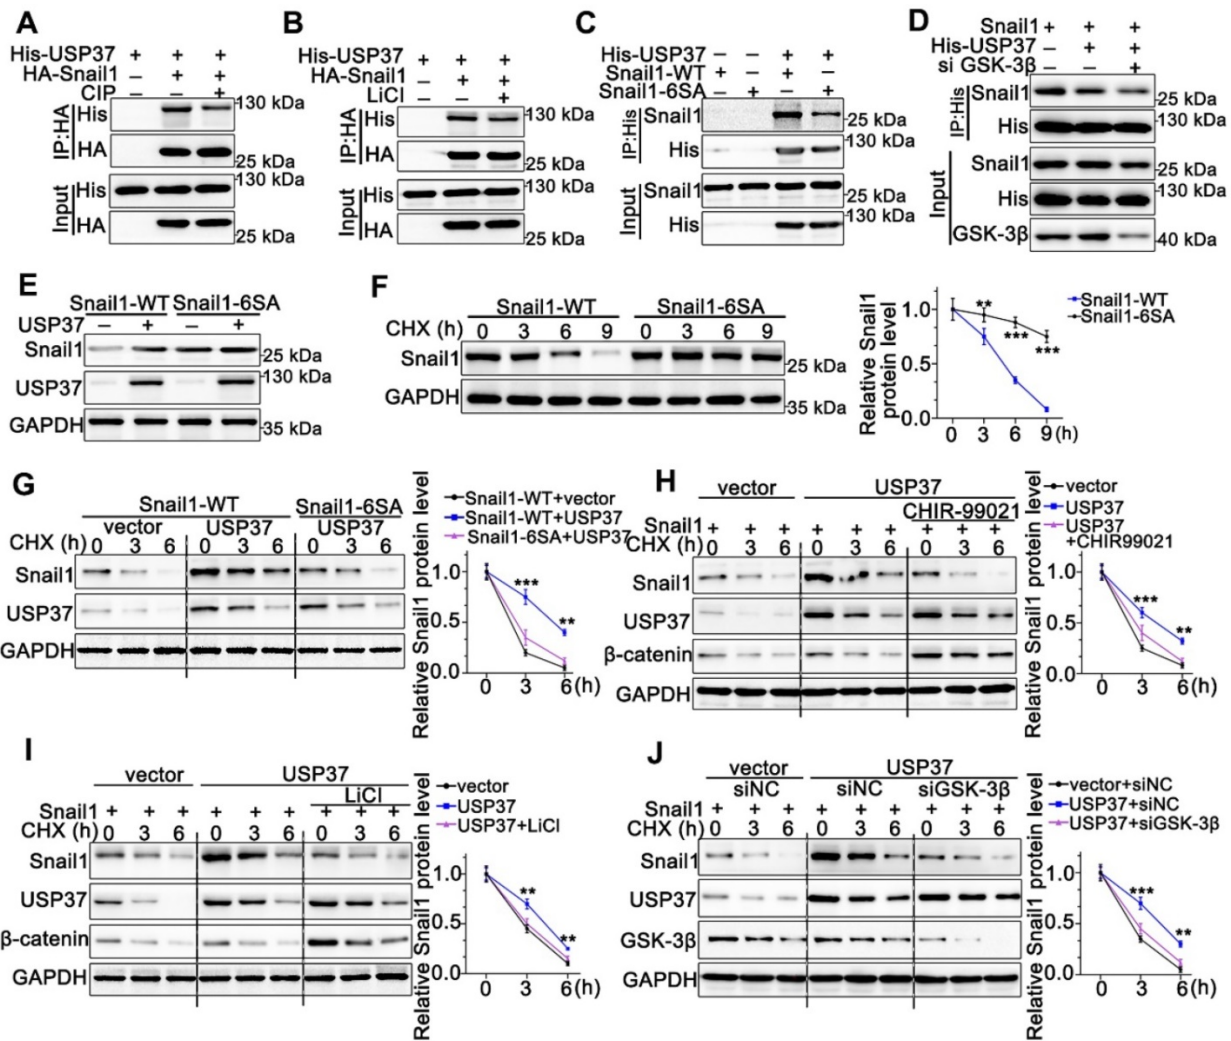 A
His-USP37 + + +
HA-Snail1 – + +
CIP – – +
IP:HA
His
130 kDa
HA
25 kDa
Input
His
130 kDa
HA
25 kDa
B
His-USP37 + + +
HA-Snail1 – + +
LiCl – – +
IP:HA
His
130 kDa
HA
25 kDa
Input
His
130 kDa
HA
25 kDa
C
His-USP37 – – + +
Snail1-WT + – + –
Snail1-6SA – + – +
IP:His
Snail1
25 kDa
His
130 kDa
Input
Snail1
25 kDa
His
130 kDa
D
Snail1 + + +
His-USP37 – + +
si GSK-3β – – +
IP:His
Snail1
25 kDa
His
130 kDa
Input
Snail1
25 kDa
His
130 kDa
GSK-3β
40 kDa
E
Snail1-WT Snail1-6SA
USP37 – + – +
Snail1
25 kDa
USP37
130 kDa
GAPDH
35 kDa
F
Snail1-WT Snail1-6SA
CHX (h) 0 3 6 9 0 3 6 9
Snail1
25 kDa
GAPDH
35 kDa
Relative Snail1
protein level
1.0
0.5
0.0
0 3 6 9 (h)
**
***
***
Snail1-WT
Snail1-6SA
G
Snail1-WT Snail1-6SA
vector USP37 USP37
CHX (h) 0 3 6 0 3 6 0 3 6
Snail1
USP37
GAPDH
Relative Snail1 protein level
Snail1-WT+vector
Snail1-WT+USP37
Snail1-6SA+USP37
1.0
0.5
0.0
***
**
0 3 6 (h)
H
vector USP37
CHIR-99021
Snail1 + + + + + + + + +
CHX (h) 0 3 6 0 3 6 0 3 6
Snail1
USP37
β-catenin
GAPDH
Relative Snail1 protein level
vector
USP37
USP37
+CHIR99021
1.0
0.5
0.0
***
**
0 3 6 (h)
I
vector USP37
LiCl
Snail1 + + + + + + + + +
CHX (h) 0 3 6 0 3 6 0 3 6
Snail1
USP37
β-catenin
GAPDH
Relative Snail1 protein level
vector
USP37
USP37+LiCl
1.0
0.5
0.0
**
**
0 3 6 (h)
J
vector USP37
siNC siNC siGSK-3β
Snail1 + + + + + + + + +
CHX (h) 0 3 6 0 3 6 0 3 6
Snail1
USP37
GSK-3β
GAPDH
Relative Snail1 protein level
vector+siNC
USP37+siNC
USP37+siGSK-3β
1.0
0.5
0.0
***
**
0 3 6 (h)